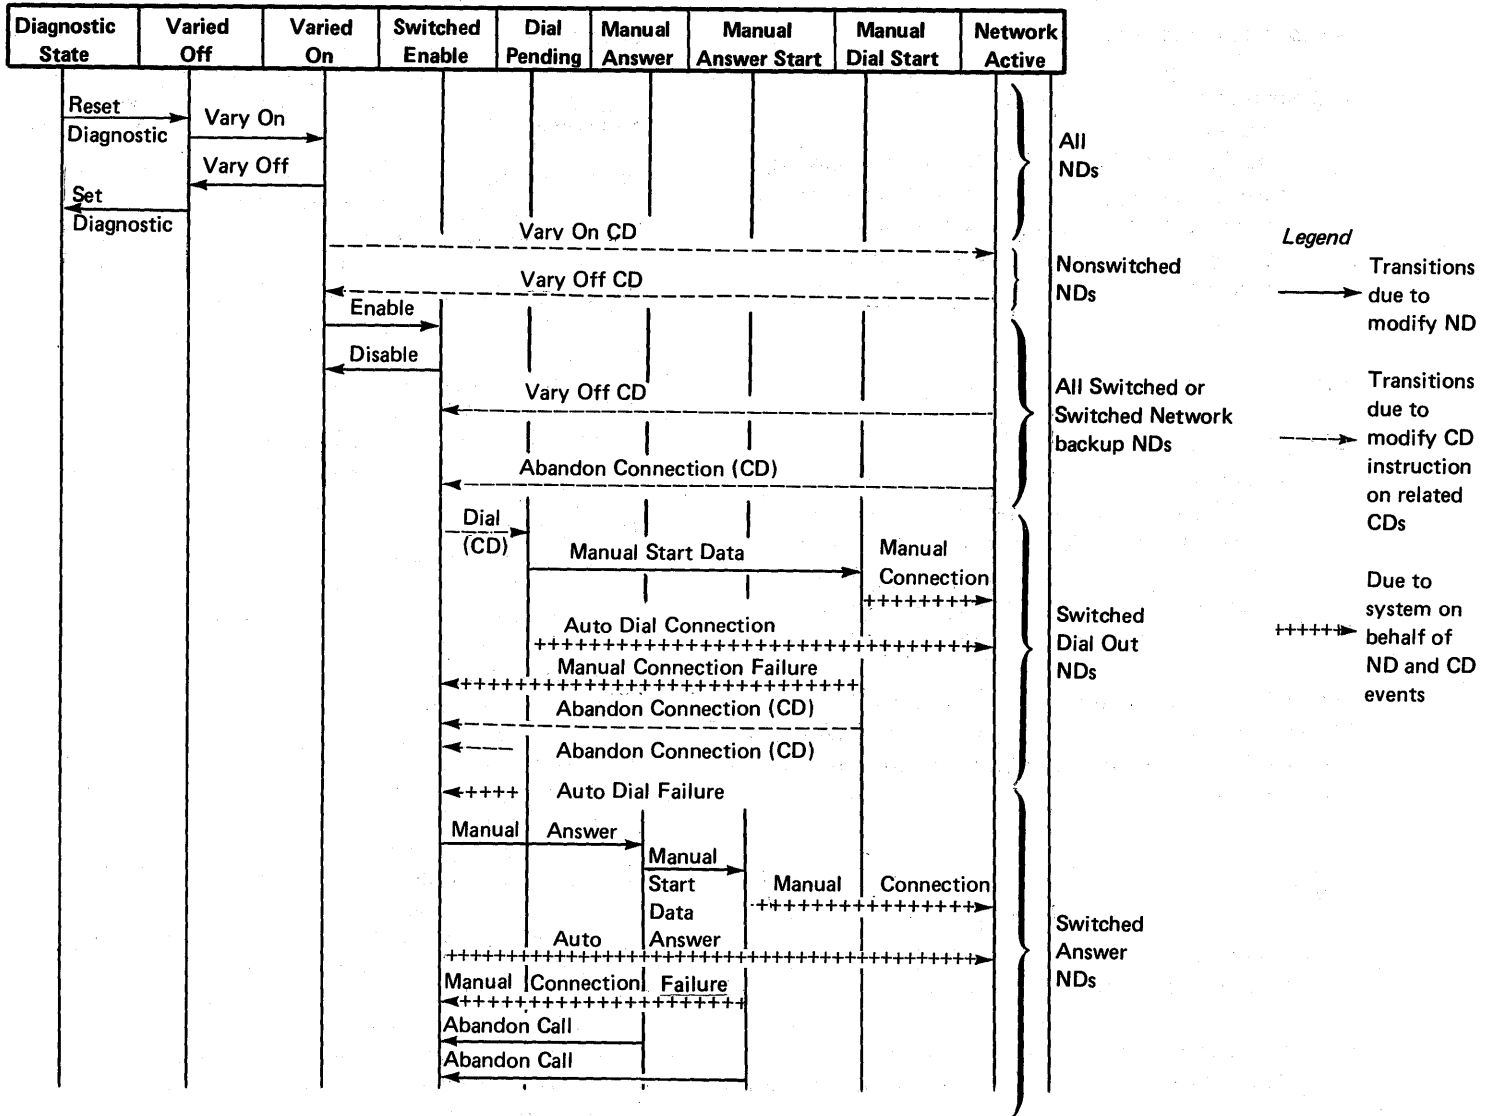 Diagnostic State
Varied Off
Varied On
Switched Enable
Dial Pending
Manual Answer
Manual Answer Start
Manual Dial Start
Network Active
Reset
Diagnostic
Vary On
Vary Off
Set
Diagnostic
All
NDs
Vary On CD
Vary Off CD
Nonswitched
NDs
Enable
Disable
Vary Off CD
Abandon Connection (CD)
All Switched or
Switched Network
backup NDs
Dial
(CD)
Manual Start Data
Manual
Connection
Auto Dial Connection
Manual Connection Failure
Abandon Connection (CD)
Abandon Connection (CD)
Auto Dial Failure
Switched
Dial Out
NDs
Manual Answer
Manual
Start
Data
Manual Connection
Auto Answer
Manual Connection Failure
Abandon Call
Abandon Call
Switched
Answer
NDs
Legend
Transitions
due to
modify ND
Transitions
due to
modify CD
instruction
on related
CDs
Due to
system on
behalf of
ND and CD
events